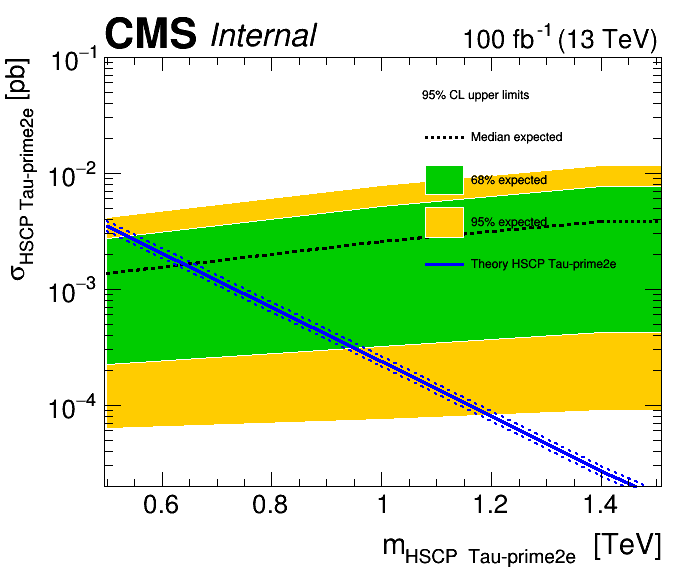 CMS Internal 100 fb⁻¹ (13 TeV)
σHSCP Tau-prime2e [pb]
10⁻¹
95% CL upper limits
Median expected
10⁻²
68% expected
95% expected
Theory HSCP Tau-prime2e
10⁻³
10⁻⁴
0.6 0.8 1 1.2 1.4
mHSCP Tau-prime2e [TeV]